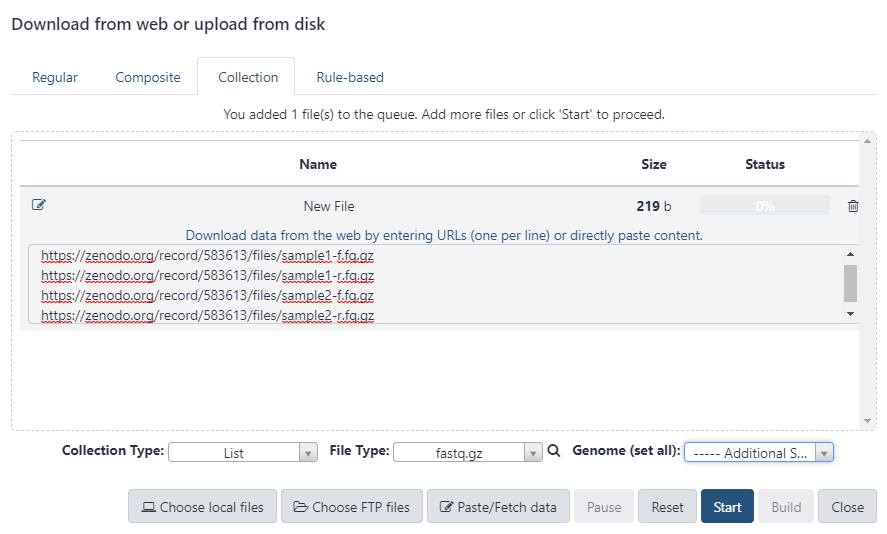 Download from web or upload from disk
Regular Composite Collection Rule-based
You added 1 file(s) to the queue. Add more files or click 'Start' to proceed.
Name Size Status
New File 219 b 0%
Download data from the web by entering URLs (one per line) or directly paste content.
https://zenodo.org/record/583613/files/sample1-f.fq.gz
https://zenodo.org/record/583613/files/sample1-r.fq.gz
https://zenodo.org/record/583613/files/sample2-f.fq.gz
https://zenodo.org/record/583613/files/sample2-r.fq.gz
Collection Type: List File Type: fastq.gz Genome (set all): ----- Additional S...
Choose local files Choose FTP files Paste/Fetch data Pause Reset Start Build Close